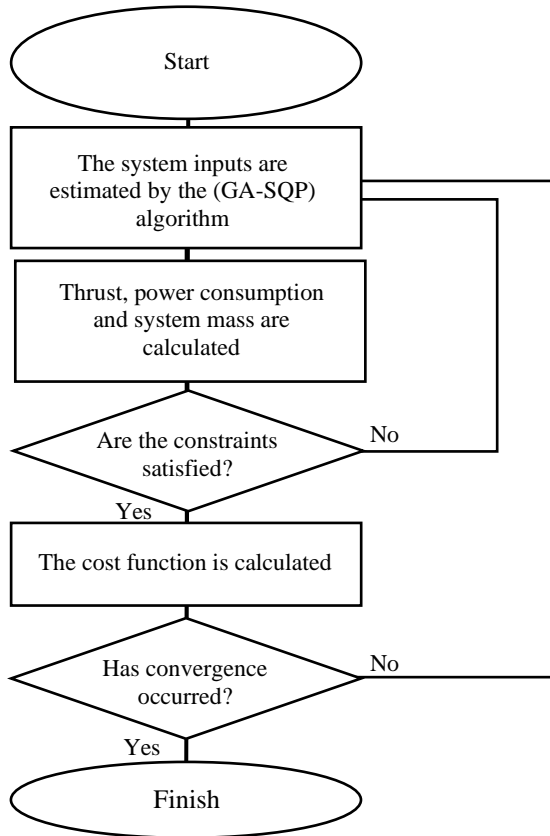 Start
The system inputs are
estimated by the (GA-SQP)
algorithm
Thrust, power consumption
and system mass are
calculated
Are the constraints
satisfied?
No
Yes
The cost function is calculated
Has convergence
occurred?
No
Yes
Finish